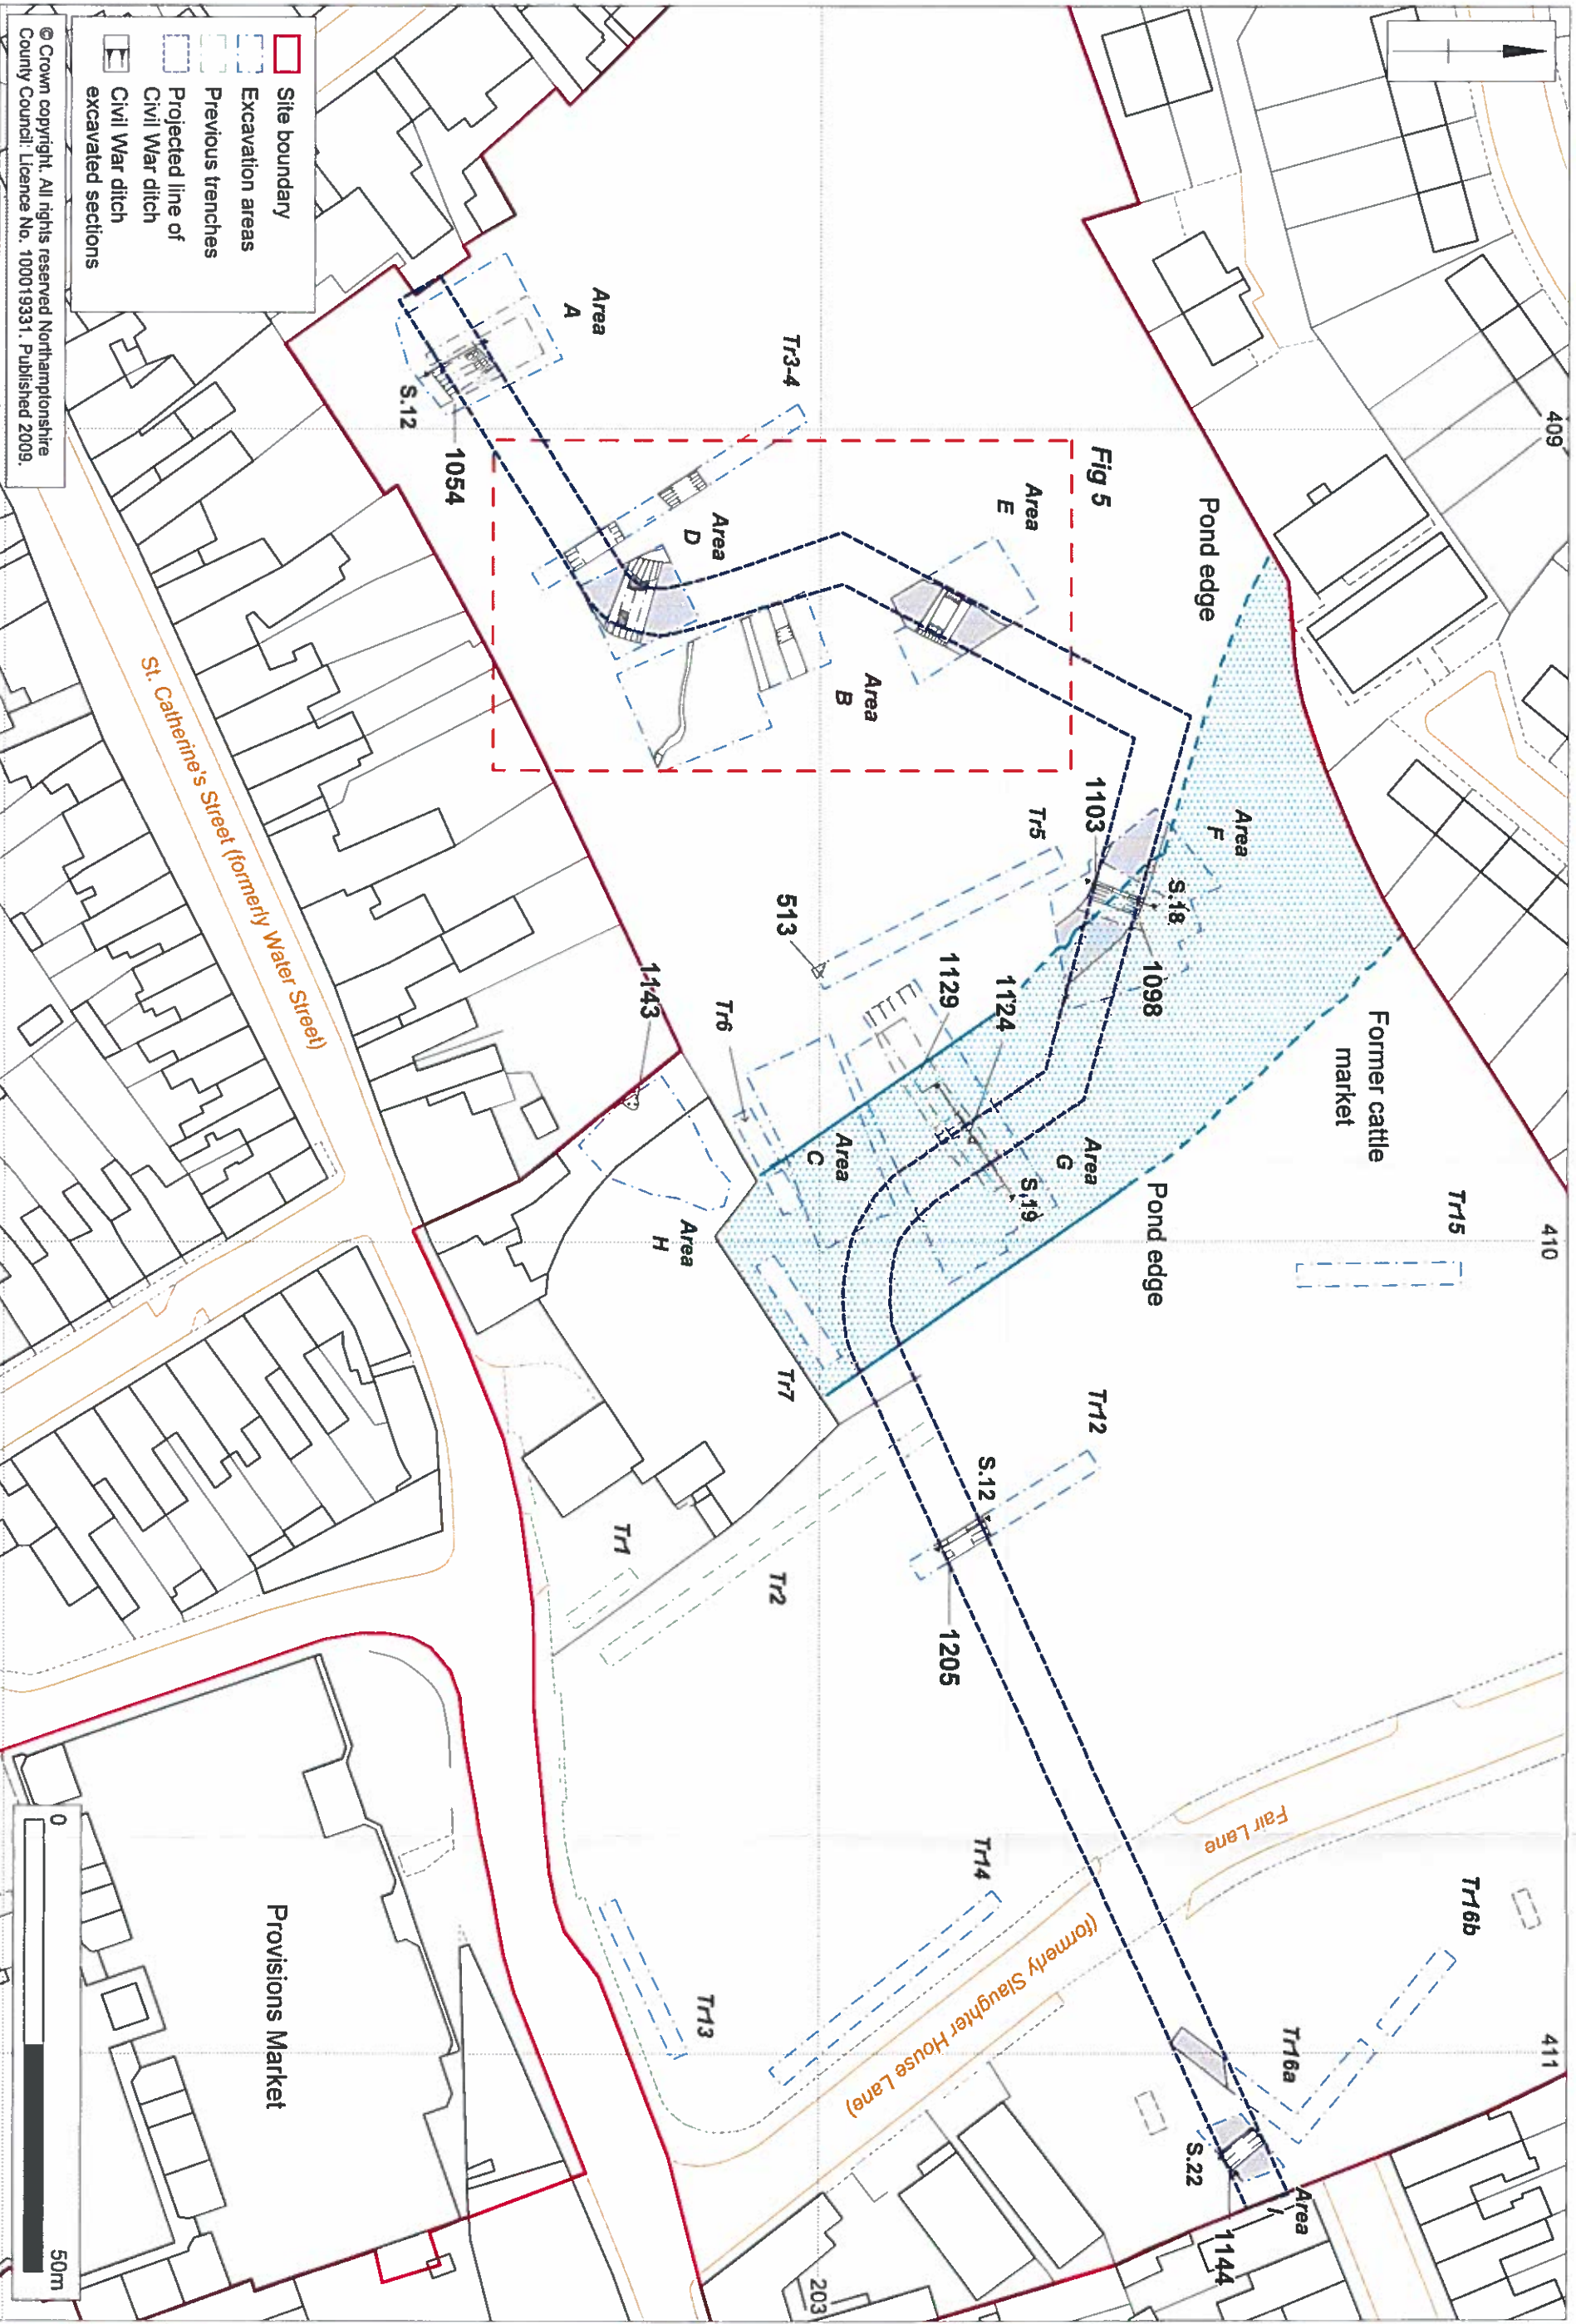 409
410
411
203
Pond edge
Former cattle
market
Pond edge
Fig 5
Area
A
Area
B
Area
C
Area
D
Area
E
Area
F
Area
G
Area
H
Area
I
Tr3-4
Tr5
Tr6
Tr7
Tr1
Tr2
Tr12
Tr13
Tr14
Tr15
Tr16a
Tr16b
S.12
1054
1103
S.18
1098
513
1129
1124
S.19
1143
S.12
1205
S.22
1144
St. Catherine's Street (formerly Water Street)
Fair Lane
(formerly Slaughter House Lane)
Provisions Market
Site boundary
Excavation areas
Previous trenches
Projected line of
Civil War ditch
Civil War ditch
excavated sections
© Crown copyright. All rights reserved Northamptonshire
County Council: Licence No. 100019331. Published 2009.
0
50m